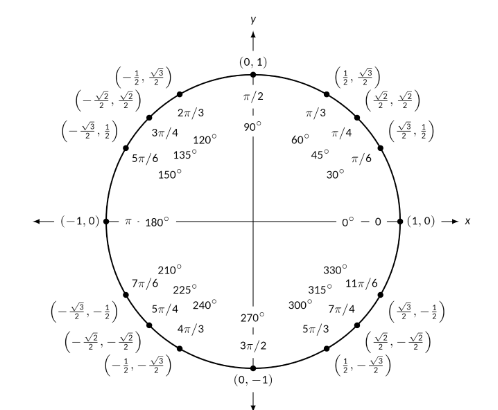 y
(0, 1)
(-1/2, √3/2)
(1/2, √3/2)
(-√2/2, √2/2)
(√2/2, √2/2)
(-√3/2, 1/2)
(√3/2, 1/2)
π/2
90°
2π/3
π/3
3π/4
π/4
5π/6
π/6
120°
60°
135°
45°
150°
30°
(-1, 0) π 180° 0° 0 (1, 0) x
210°
330°
7π/6
11π/6
225°
315°
5π/4
240°
300°
7π/4
4π/3
270°
5π/3
3π/2
(-√3/2, -1/2)
(√3/2, -1/2)
(-√2/2, -√2/2)
(√2/2, -√2/2)
(-1/2, -√3/2)
(1/2, -√3/2)
(0, -1)